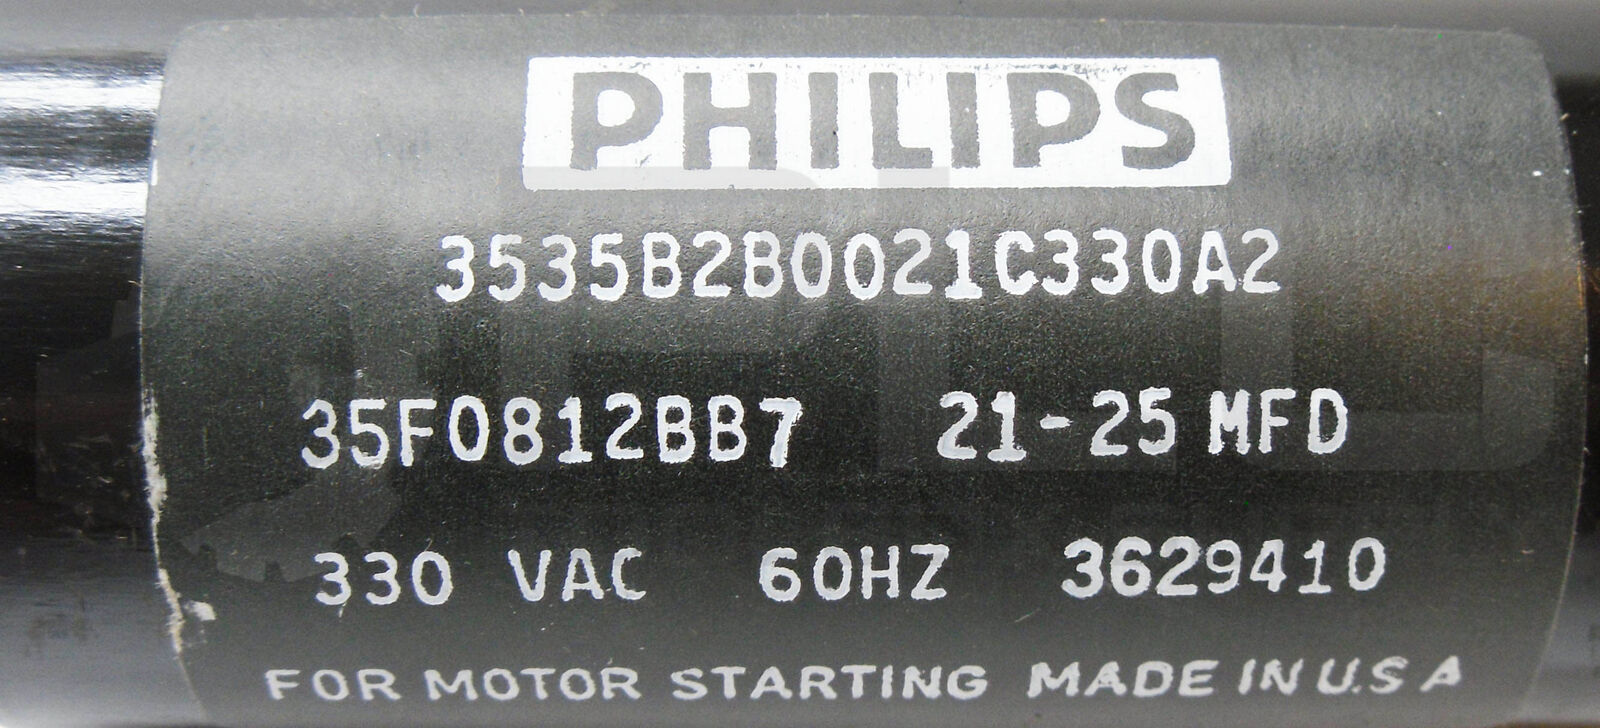 PHILIPS
3535B2B0021C330A2
35F0812BB7 21-25 MFD
330 VAC 60HZ 3629410
FOR MOTOR STARTING MADE IN U.S A